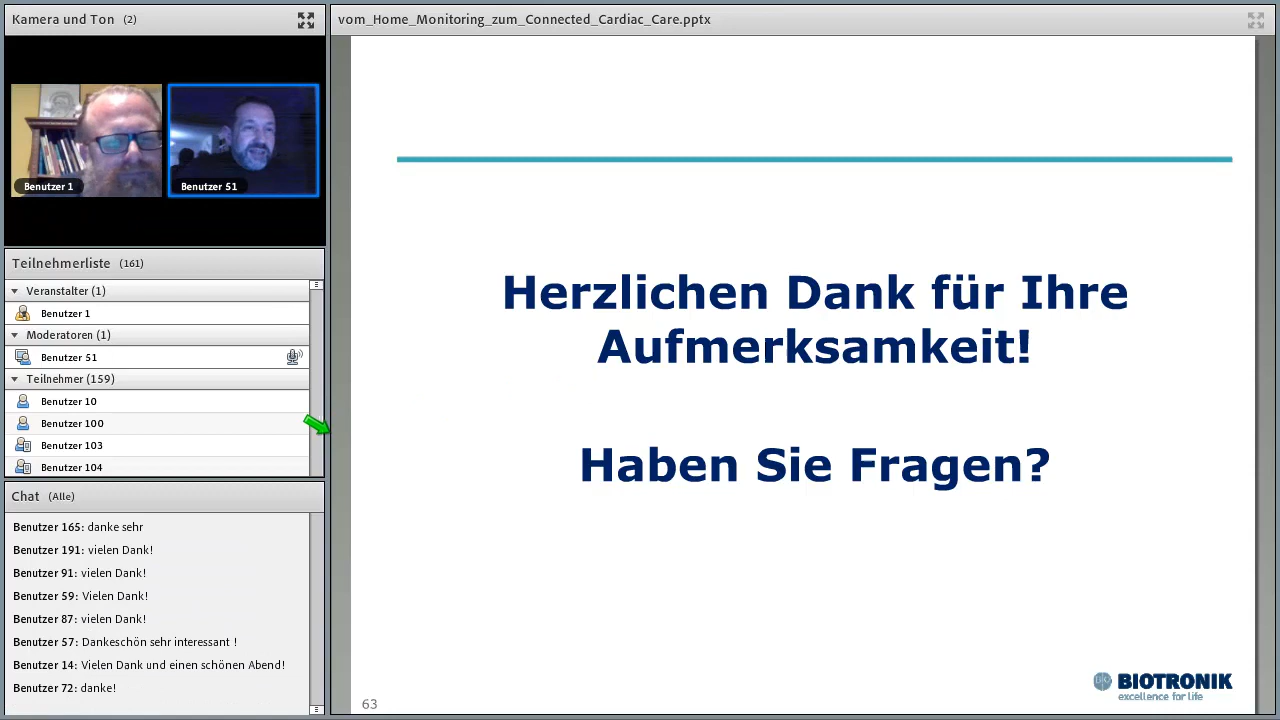 Kamera und Ton (2)
vom_Home_Monitoring_zum_Connected_Cardiac_Care.pptx
Benutzer 1
Benutzer 51
Teilnehmerliste (161)
Veranstalter (1)
Benutzer 1
Moderatoren (1)
Benutzer 51
Teilnehmer (159)
Benutzer 10
Benutzer 100
Benutzer 103
Benutzer 104
Chat (Alle)
Benutzer 165: danke sehr
Benutzer 191: vielen Dank!
Benutzer 91: vielen Dank!
Benutzer 59: Vielen Dank!
Benutzer 87: vielen Dank!
Benutzer 57: Dankeschön sehr interessant !
Benutzer 14: Vielen Dank und einen schönen Abend!
Benutzer 72: danke!
Herzlichen Dank für Ihre
Aufmerksamkeit!
Haben Sie Fragen?
BIOTRONIK
excellence for life
63